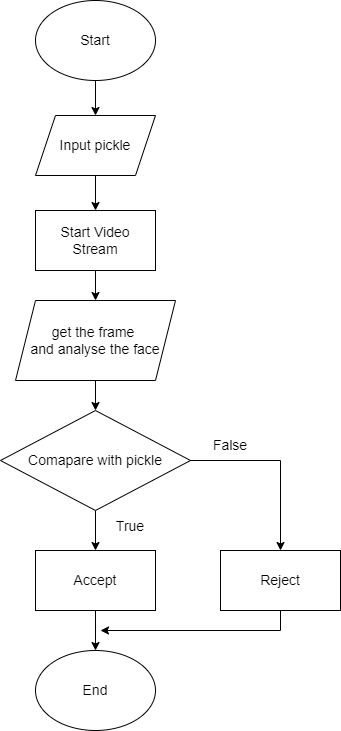 Start
Input pickle
Start Video
Stream
get the frame
and analyse the face
Comapare with pickle
False
True
Accept
Reject
End